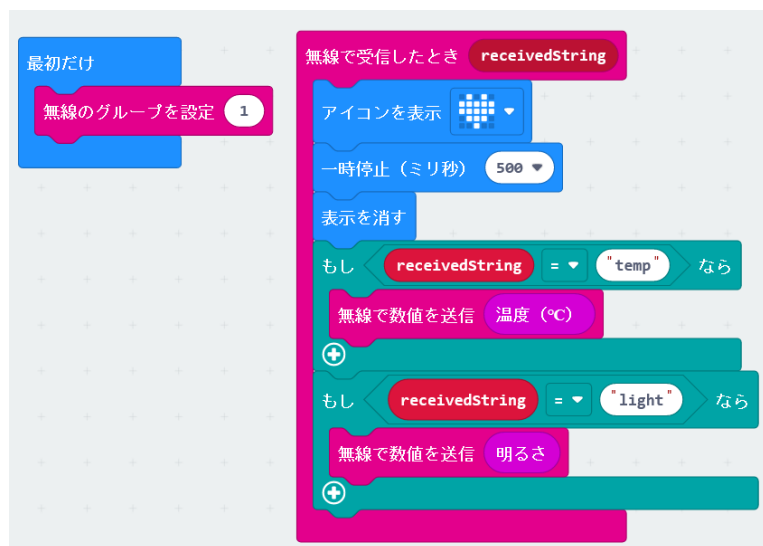 最初だけ
無線のグループを設定 1
無線で受信したとき receivedString
アイコンを表示
一時停止（ミリ秒） 500
表示を消す
もし receivedString = "temp" なら
無線で数値を送信 温度（℃）
もし receivedString = "light" なら
無線で数値を送信 明るさ